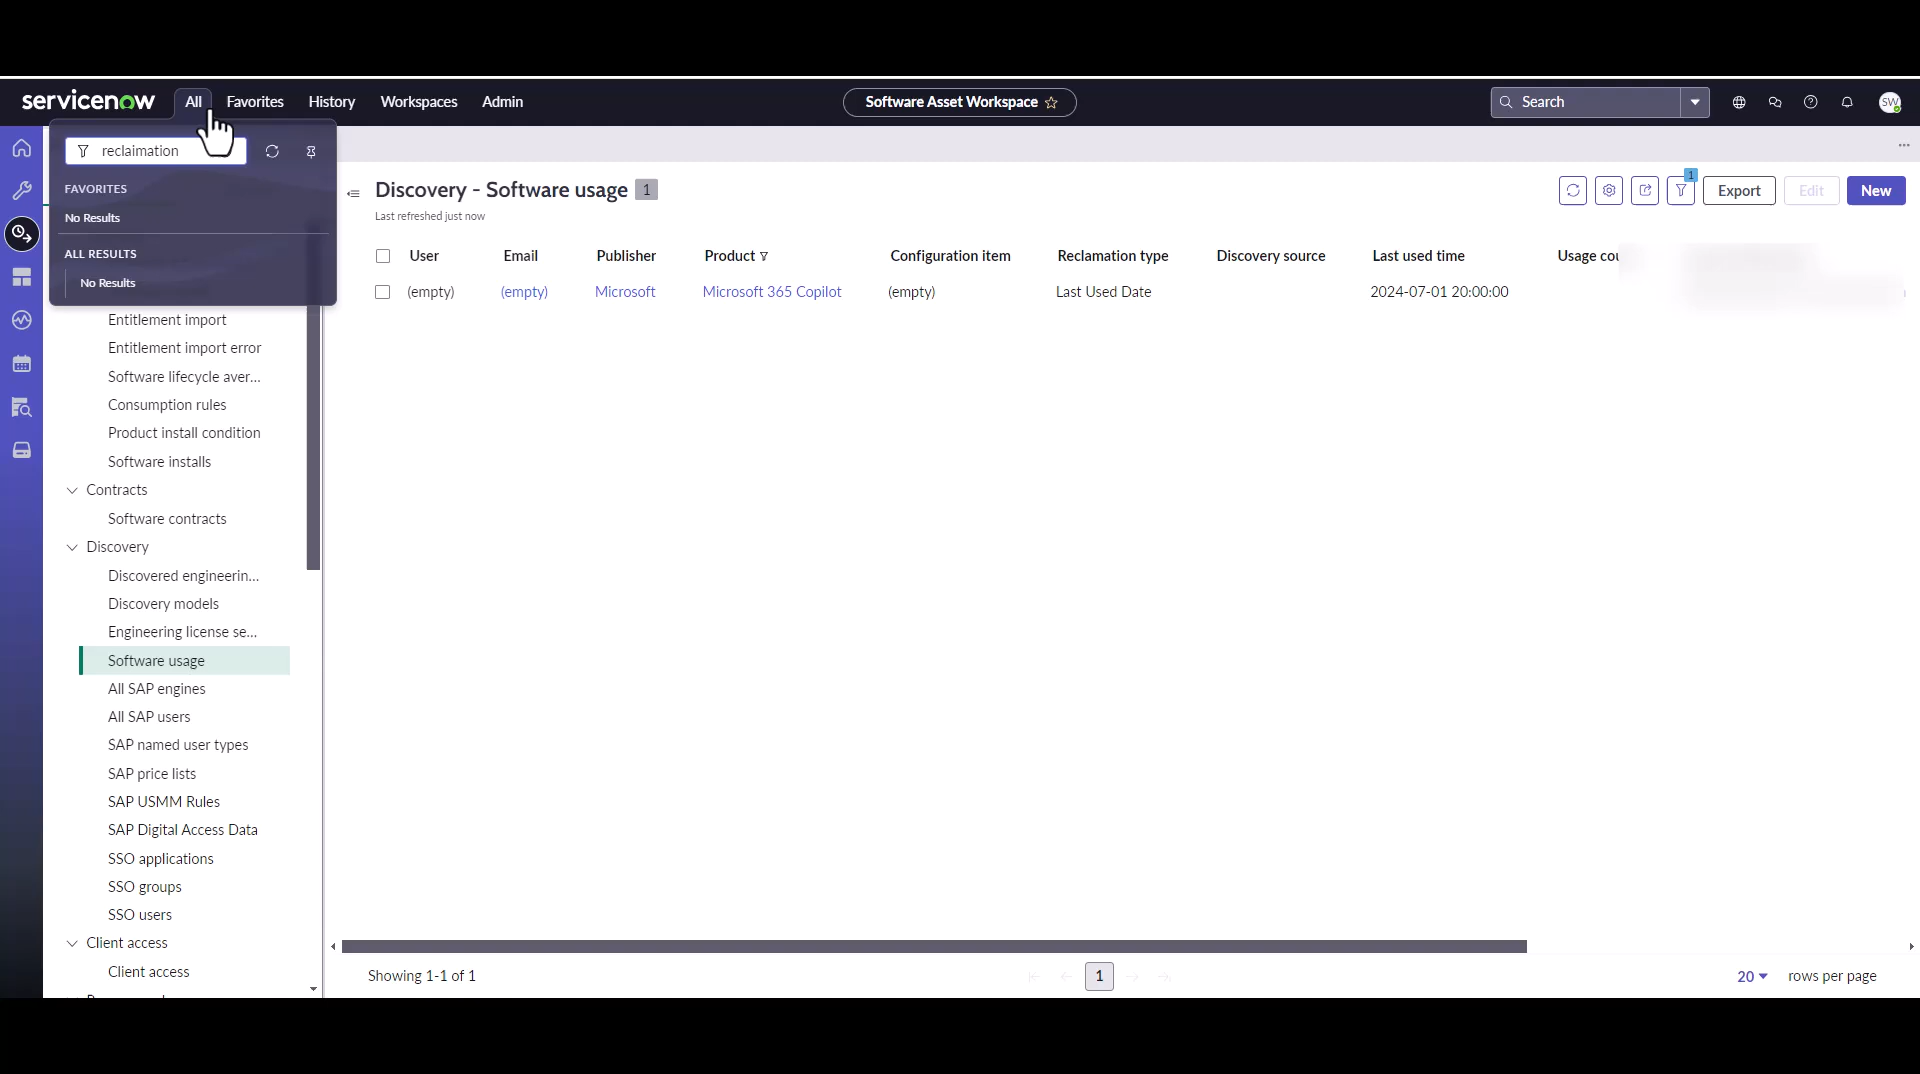 servicenow
All
Favorites
History
Workspaces
Admin
Software Asset Workspace
Search
SW
reclaimation
FAVORITES
No Results
ALL RESULTS
No Results
Entitlement import
Entitlement import error
Software lifecycle aver...
Consumption rules
Product install condition
Software installs
Contracts
Software contracts
Discovery
Discovered engineerin...
Discovery models
Engineering license se...
Software usage
All SAP engines
All SAP users
SAP named user types
SAP price lists
SAP USMM Rules
SAP Digital Access Data
SSO applications
SSO groups
SSO users
Client access
Client access
Discovery - Software usage 1
Last refreshed just now
1
Export
Edit
New
User Email Publisher Product Configuration item Reclamation type Discovery source Last used time Usage cou
(empty) (empty) Microsoft Microsoft 365 Copilot (empty) Last Used Date 2024-07-01 20:00:00
Showing 1-1 of 1
1
20 rows per page